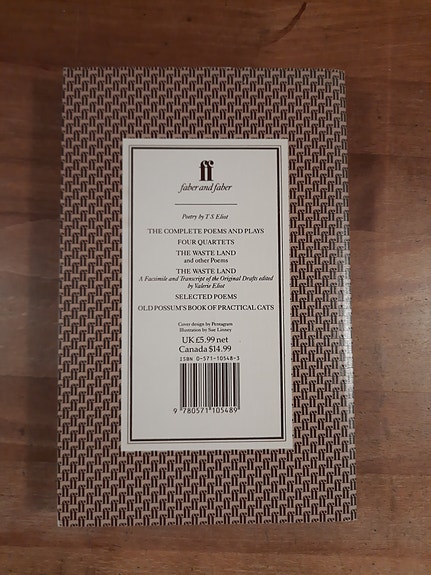 ff
faber and faber
Poetry by T S Eliot
THE COMPLETE POEMS AND PLAYS
FOUR QUARTETS
THE WASTE LAND
and other Poems
THE WASTE LAND
A Facsimile and Transcript of the Original Drafts edited
by Valerie Eliot
SELECTED POEMS
OLD POSSUM'S BOOK OF PRACTICAL CATS
Cover design by Pentagram
Illustration by Sue Linney
UK £5.99 net
Canada $14.99
ISBN 0-571-10548-3
9 780571 105489